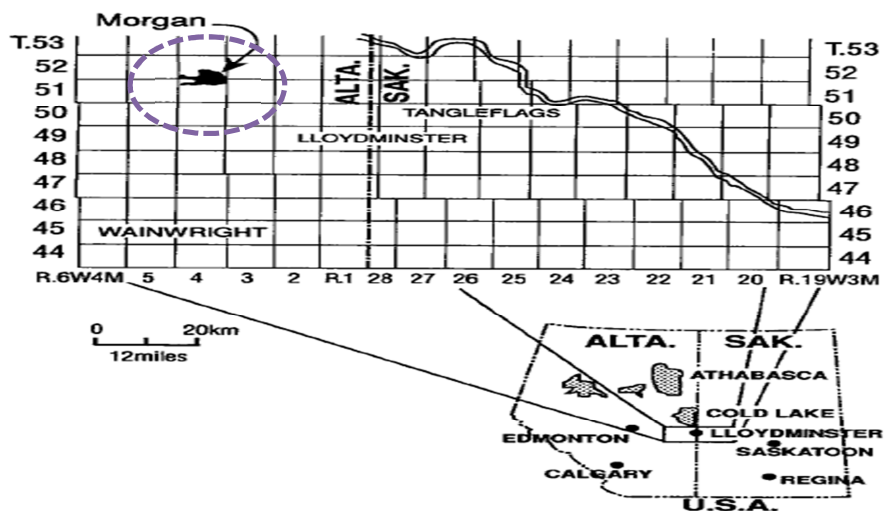 Morgan
T.53
52
51
50
49
48
47
46
45
44
ALTA.
SAK.
TANGLEFLAGS
LLOYDMINSTER
WAINWRIGHT
T.53
52
51
50
49
48
47
46
45
44
R.6W4M 5 4 3 2 R.1 28 27 26 25 24 23 22 21 20 R.19W3M
0 20km
12miles
ALTA. SAK.
ATHABASCA
COLD LAKE
EDMONTON
LLOYDMINSTER
SASKATOON
CALGARY
REGINA
U.S.A.